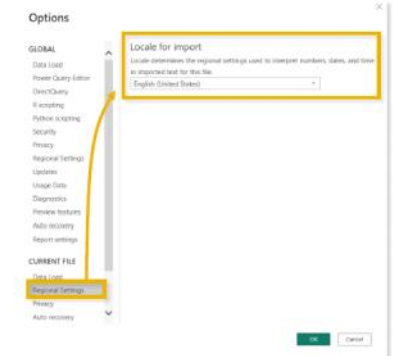 Options
GLOBAL
Data Load
Power Query Editor
DirectQuery
R scripting
Python scripting
Security
Privacy
Regional Settings
Updates
Usage Data
Diagnostics
Preview features
Auto recovery
Report settings
CURRENT FILE
Data Load
Regional Settings
Privacy
Auto recovery
Locale for import
Locale determines the regional settings used to interpret numbers, dates, and time
in imported text for this file.
English (United States)
OK
Cancel